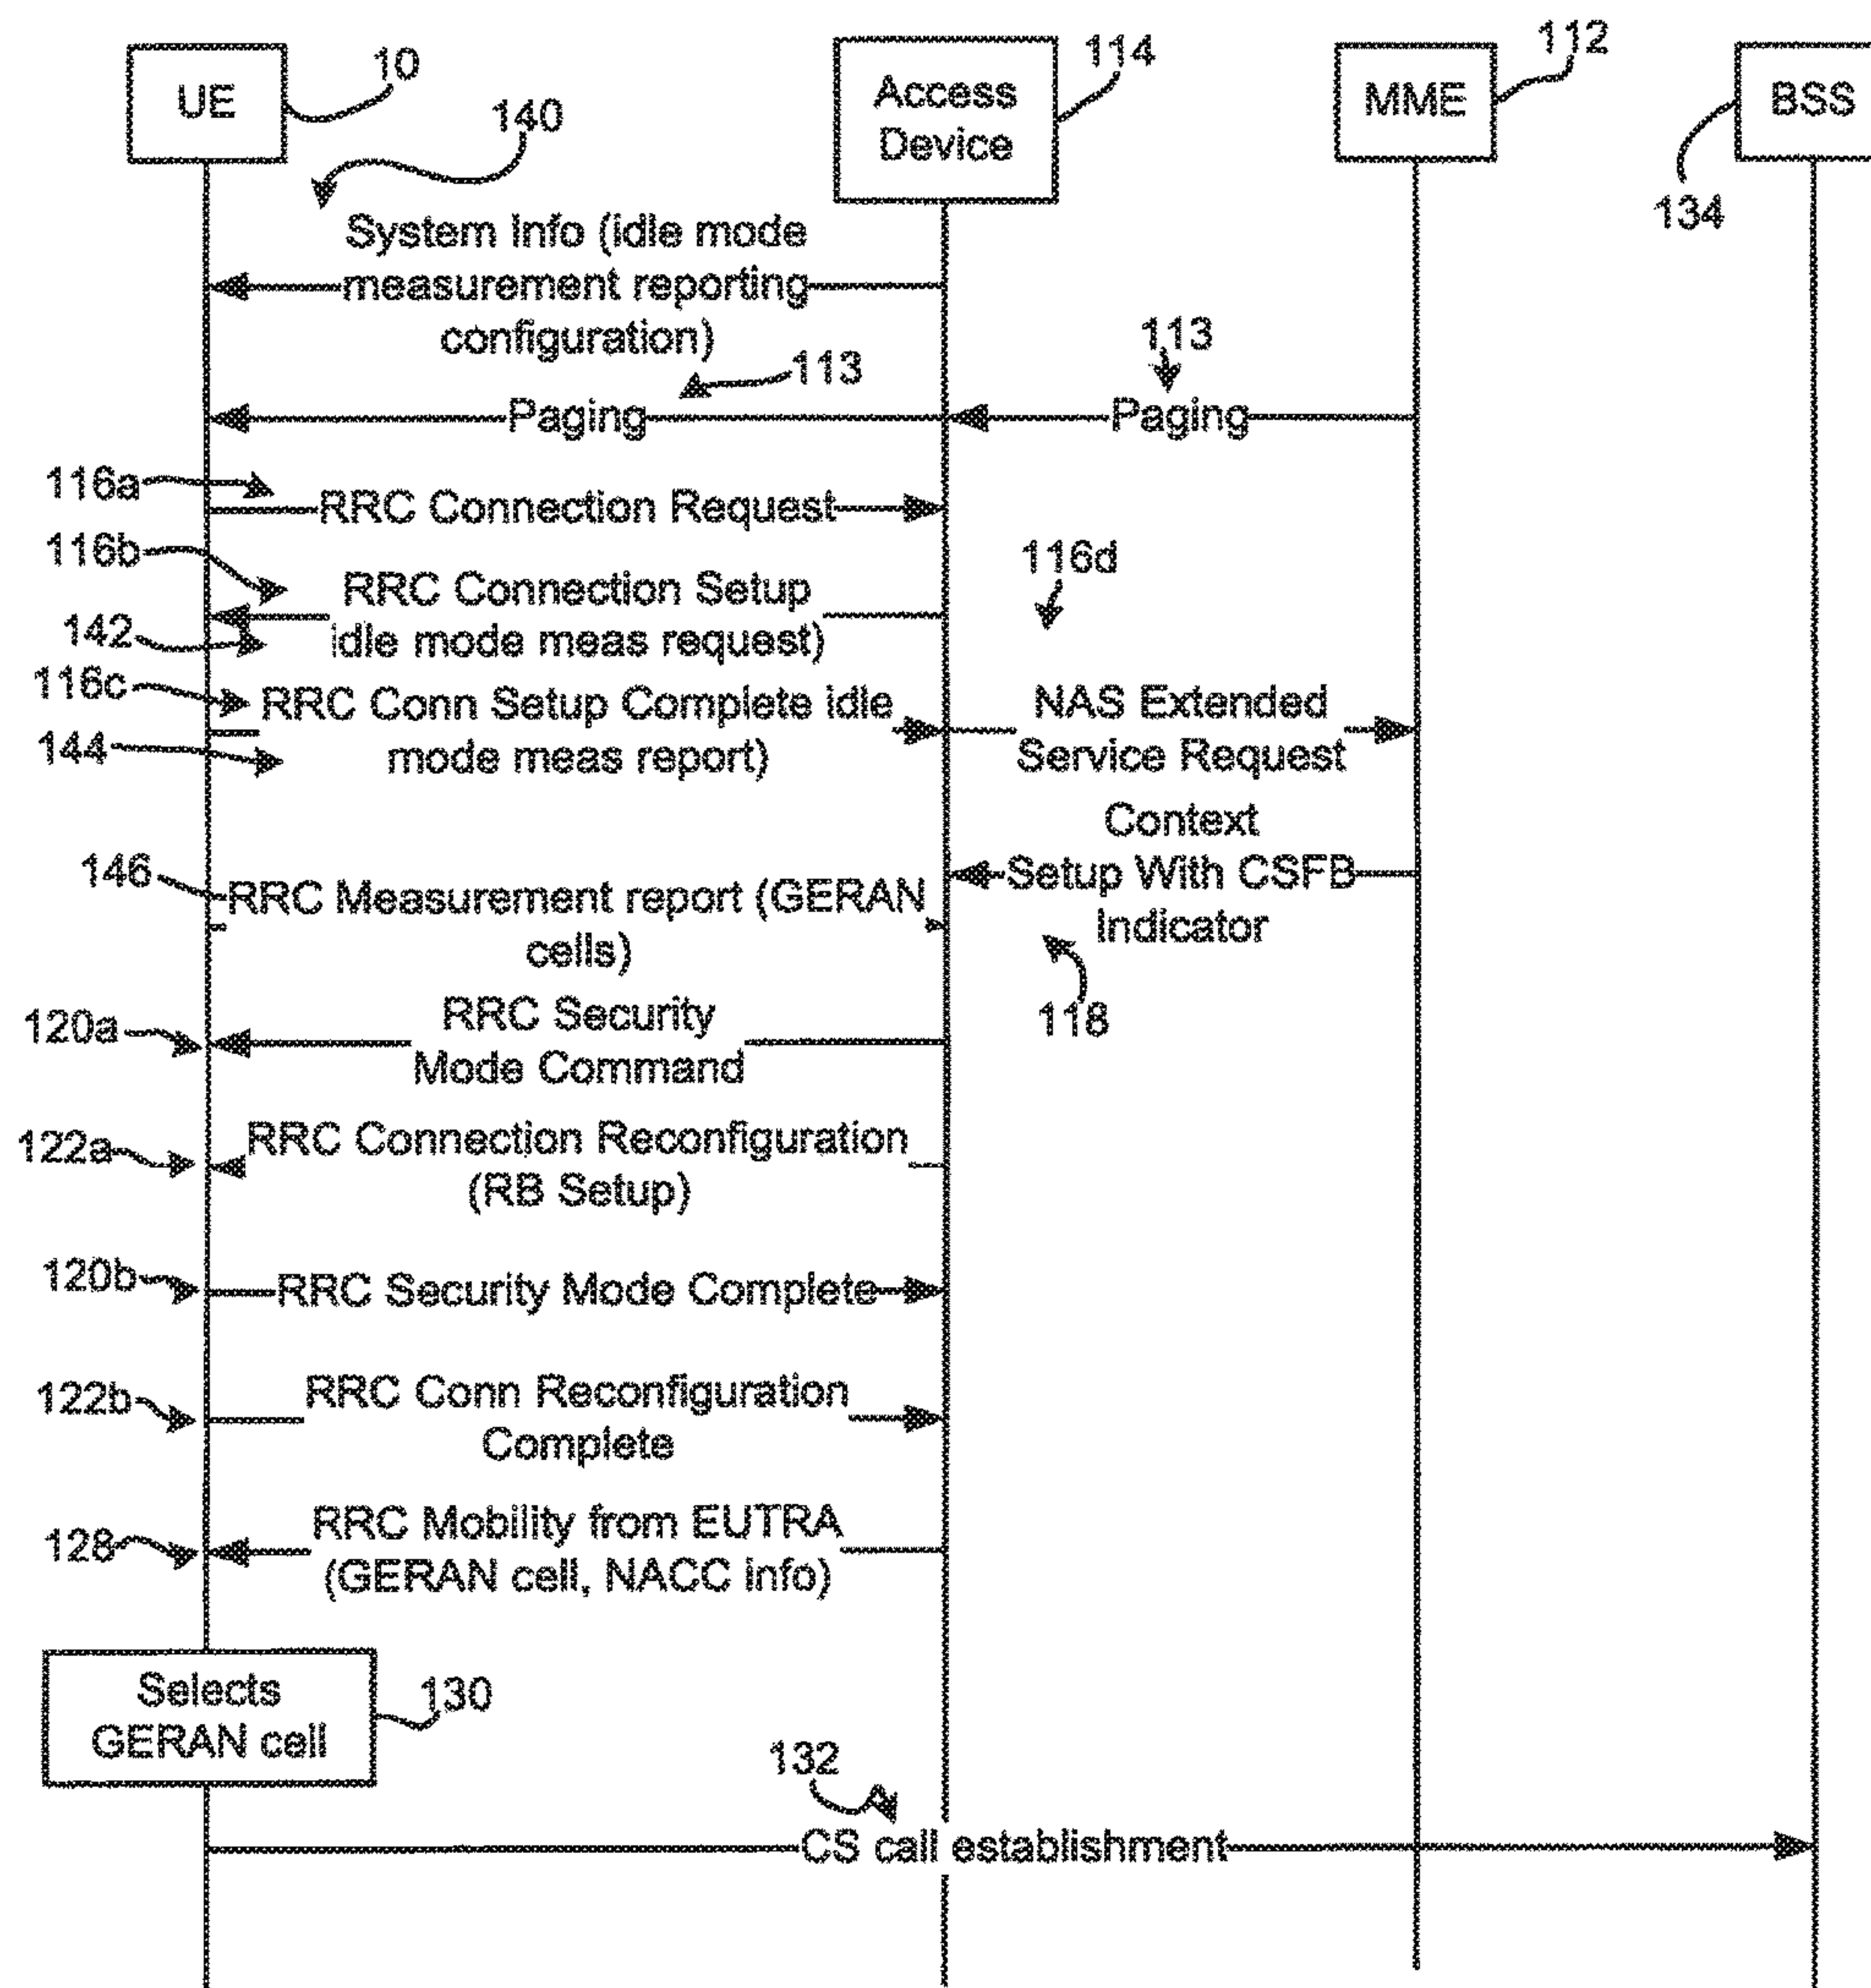 UE
10
140
Access
Device
114
MME
112
BSS
134
System Info (idle mode
measurement reporting
configuration)
113
Paging
113
Paging
116a
RRC Connection Request
116b
RRC Connection Setup
idle mode meas request)
142
116d
116c
RRC Conn Setup Complete idle
mode meas report)
144
NAS Extended
Service Request
Context
Setup With CSFB
Indicator
118
146
RRC Measurement report (GERAN
cells)
120a
RRC Security
Mode Command
122a
RRC Connection Reconfiguration
(RB Setup)
120b
RRC Security Mode Complete
122b
RRC Conn Reconfiguration
Complete
128
RRC Mobility from EUTRA
(GERAN cell, NACC info)
Selects
GERAN cell
130
132
CS call establishment